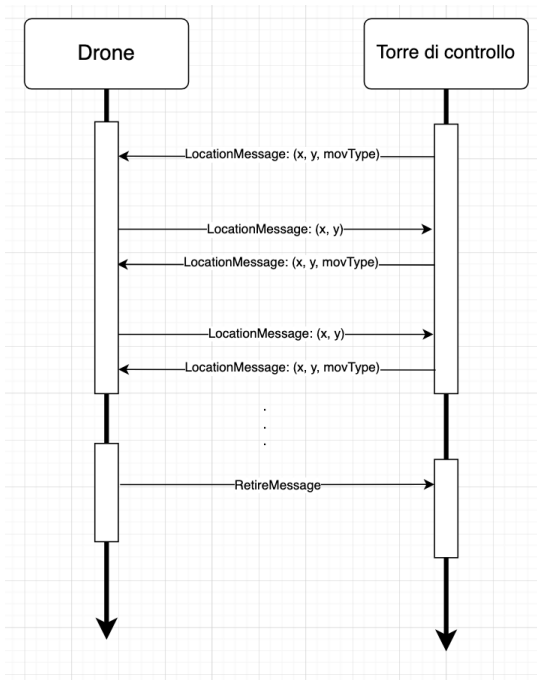 Drone
Torre di controllo
LocationMessage: (x, y, movType)
LocationMessage: (x, y)
LocationMessage: (x, y, movType)
LocationMessage: (x, y)
LocationMessage: (x, y, movType)
.
.
.
RetireMessage